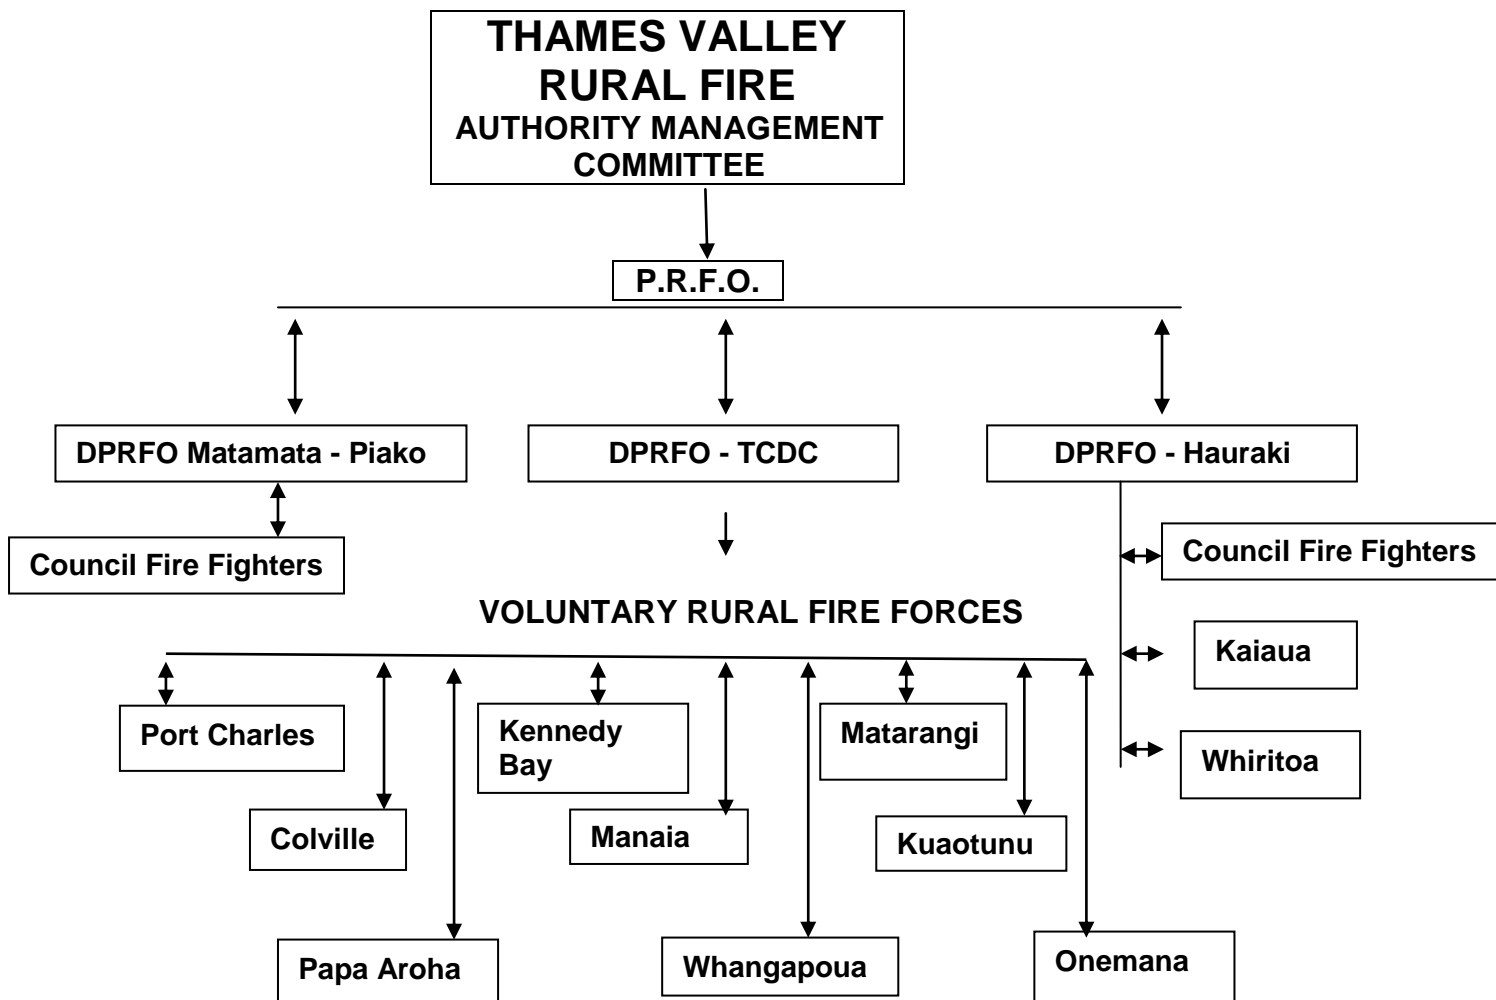 THAMES VALLEY
RURAL FIRE
AUTHORITY MANAGEMENT
COMMITTEE
P.R.F.O.
DPRFO Matamata - Piako
DPRFO - TCDC
DPRFO - Hauraki
Council Fire Fighters
Council Fire Fighters
VOLUNTARY RURAL FIRE FORCES
Kaiaua
Port Charles
Kennedy
Bay
Matarangi
Whiritoa
Colville
Manaia
Kuaotunu
Papa Aroha
Whangapoua
Onemana